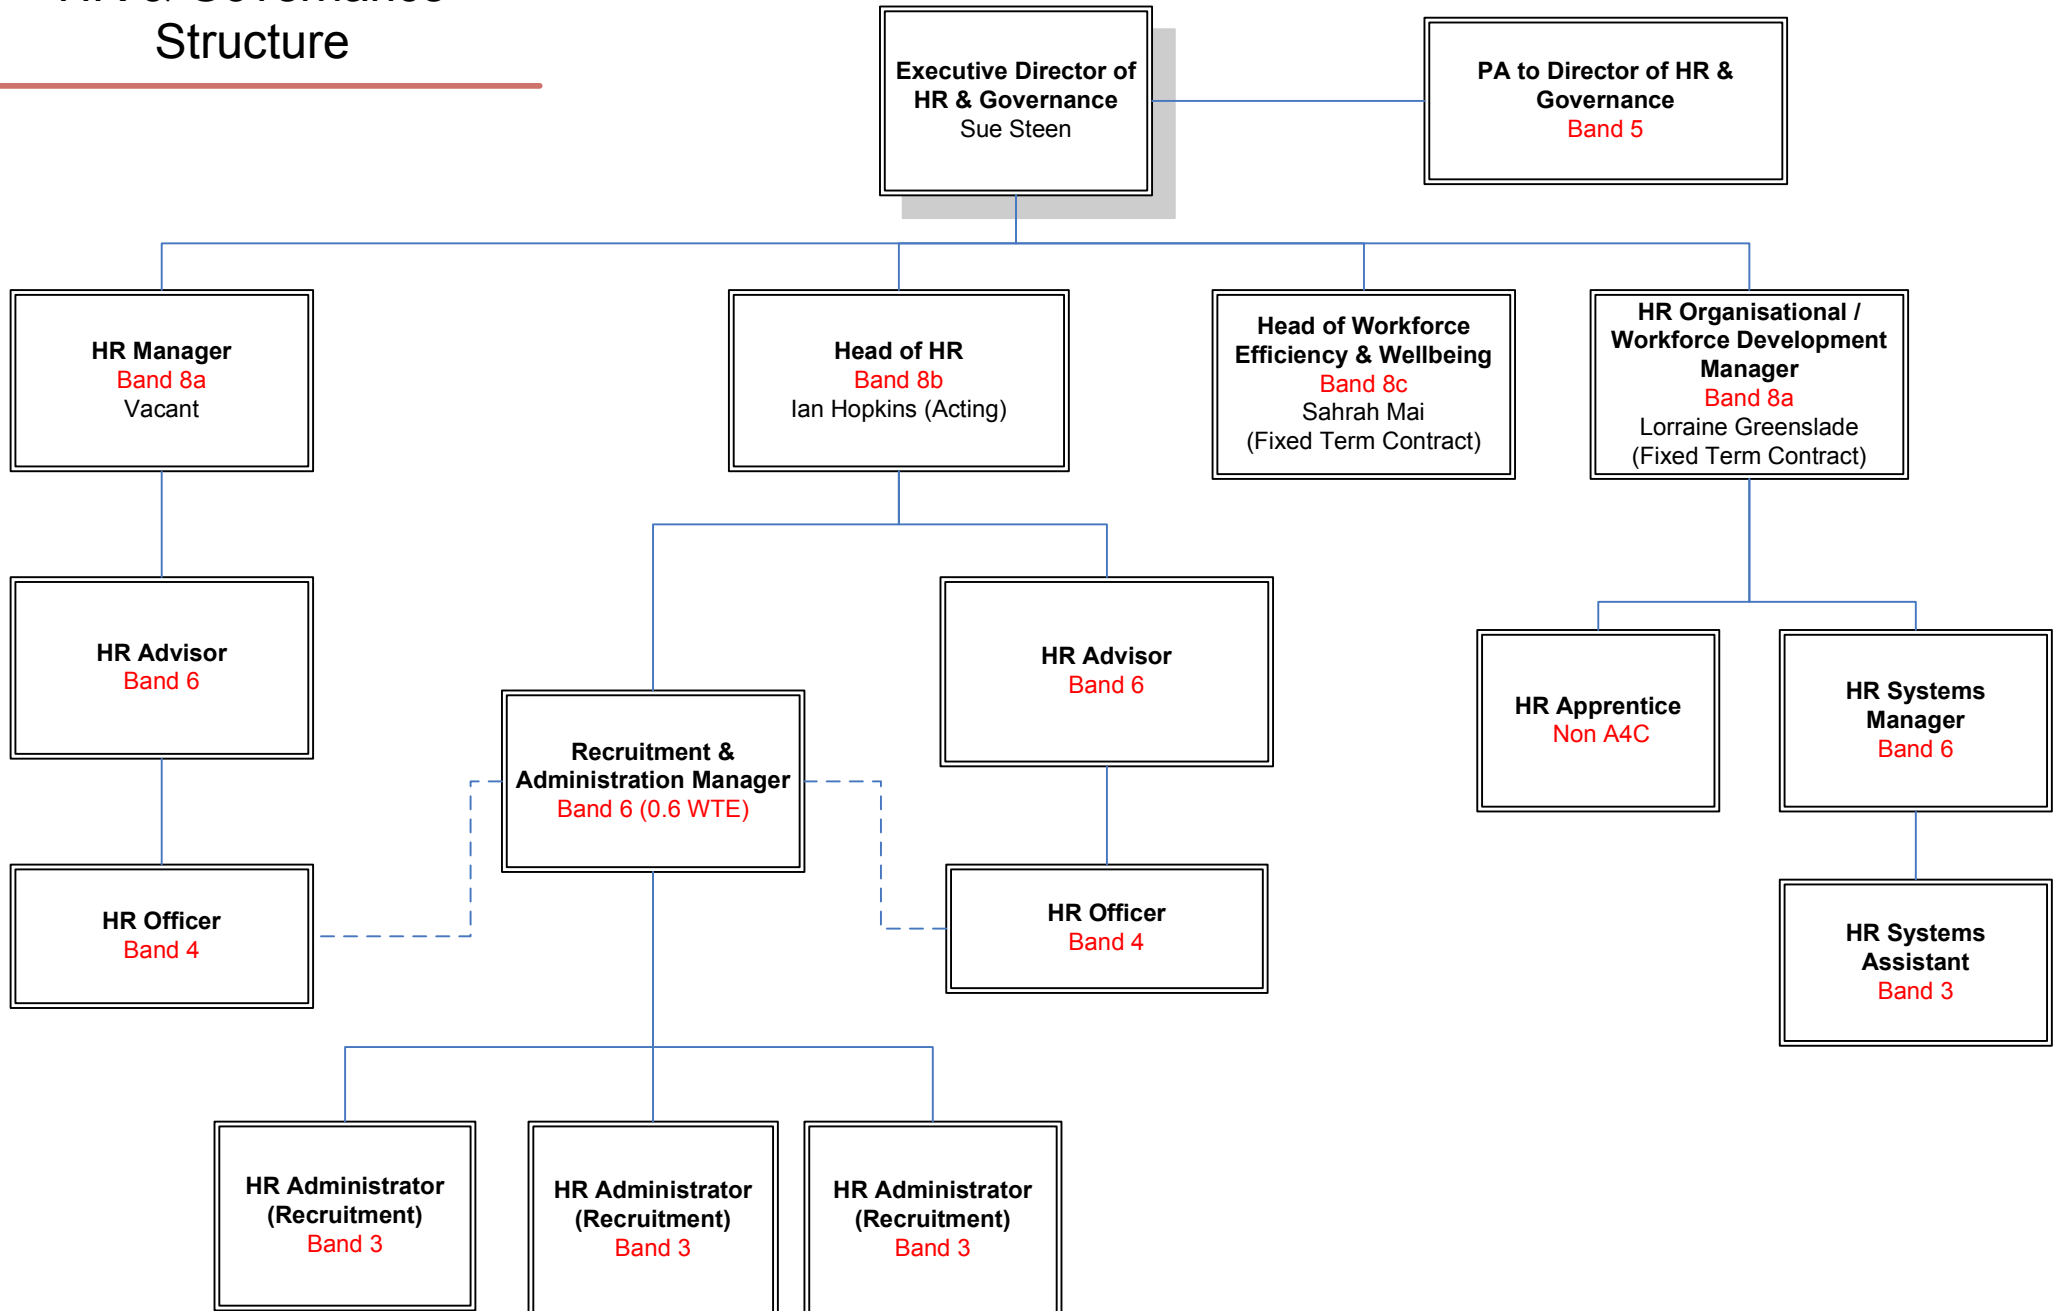 Structure
Executive Director of
HR & Governance
Sue Steen
PA to Director of HR &
Governance
Band 5
HR Manager
Band 8a
Vacant
Head of HR
Band 8b
Ian Hopkins (Acting)
Head of Workforce
Efficiency & Wellbeing
Band 8c
Sahrah Mai
(Fixed Term Contract)
HR Organisational /
Workforce Development
Manager
Band 8a
Lorraine Greenslade
(Fixed Term Contract)
HR Advisor
Band 6
HR Advisor
Band 6
Recruitment &
Administration Manager
Band 6 (0.6 WTE)
HR Apprentice
Non A4C
HR Systems
Manager
Band 6
HR Officer
Band 4
HR Officer
Band 4
HR Systems
Assistant
Band 3
HR Administrator
(Recruitment)
Band 3
HR Administrator
(Recruitment)
Band 3
HR Administrator
(Recruitment)
Band 3